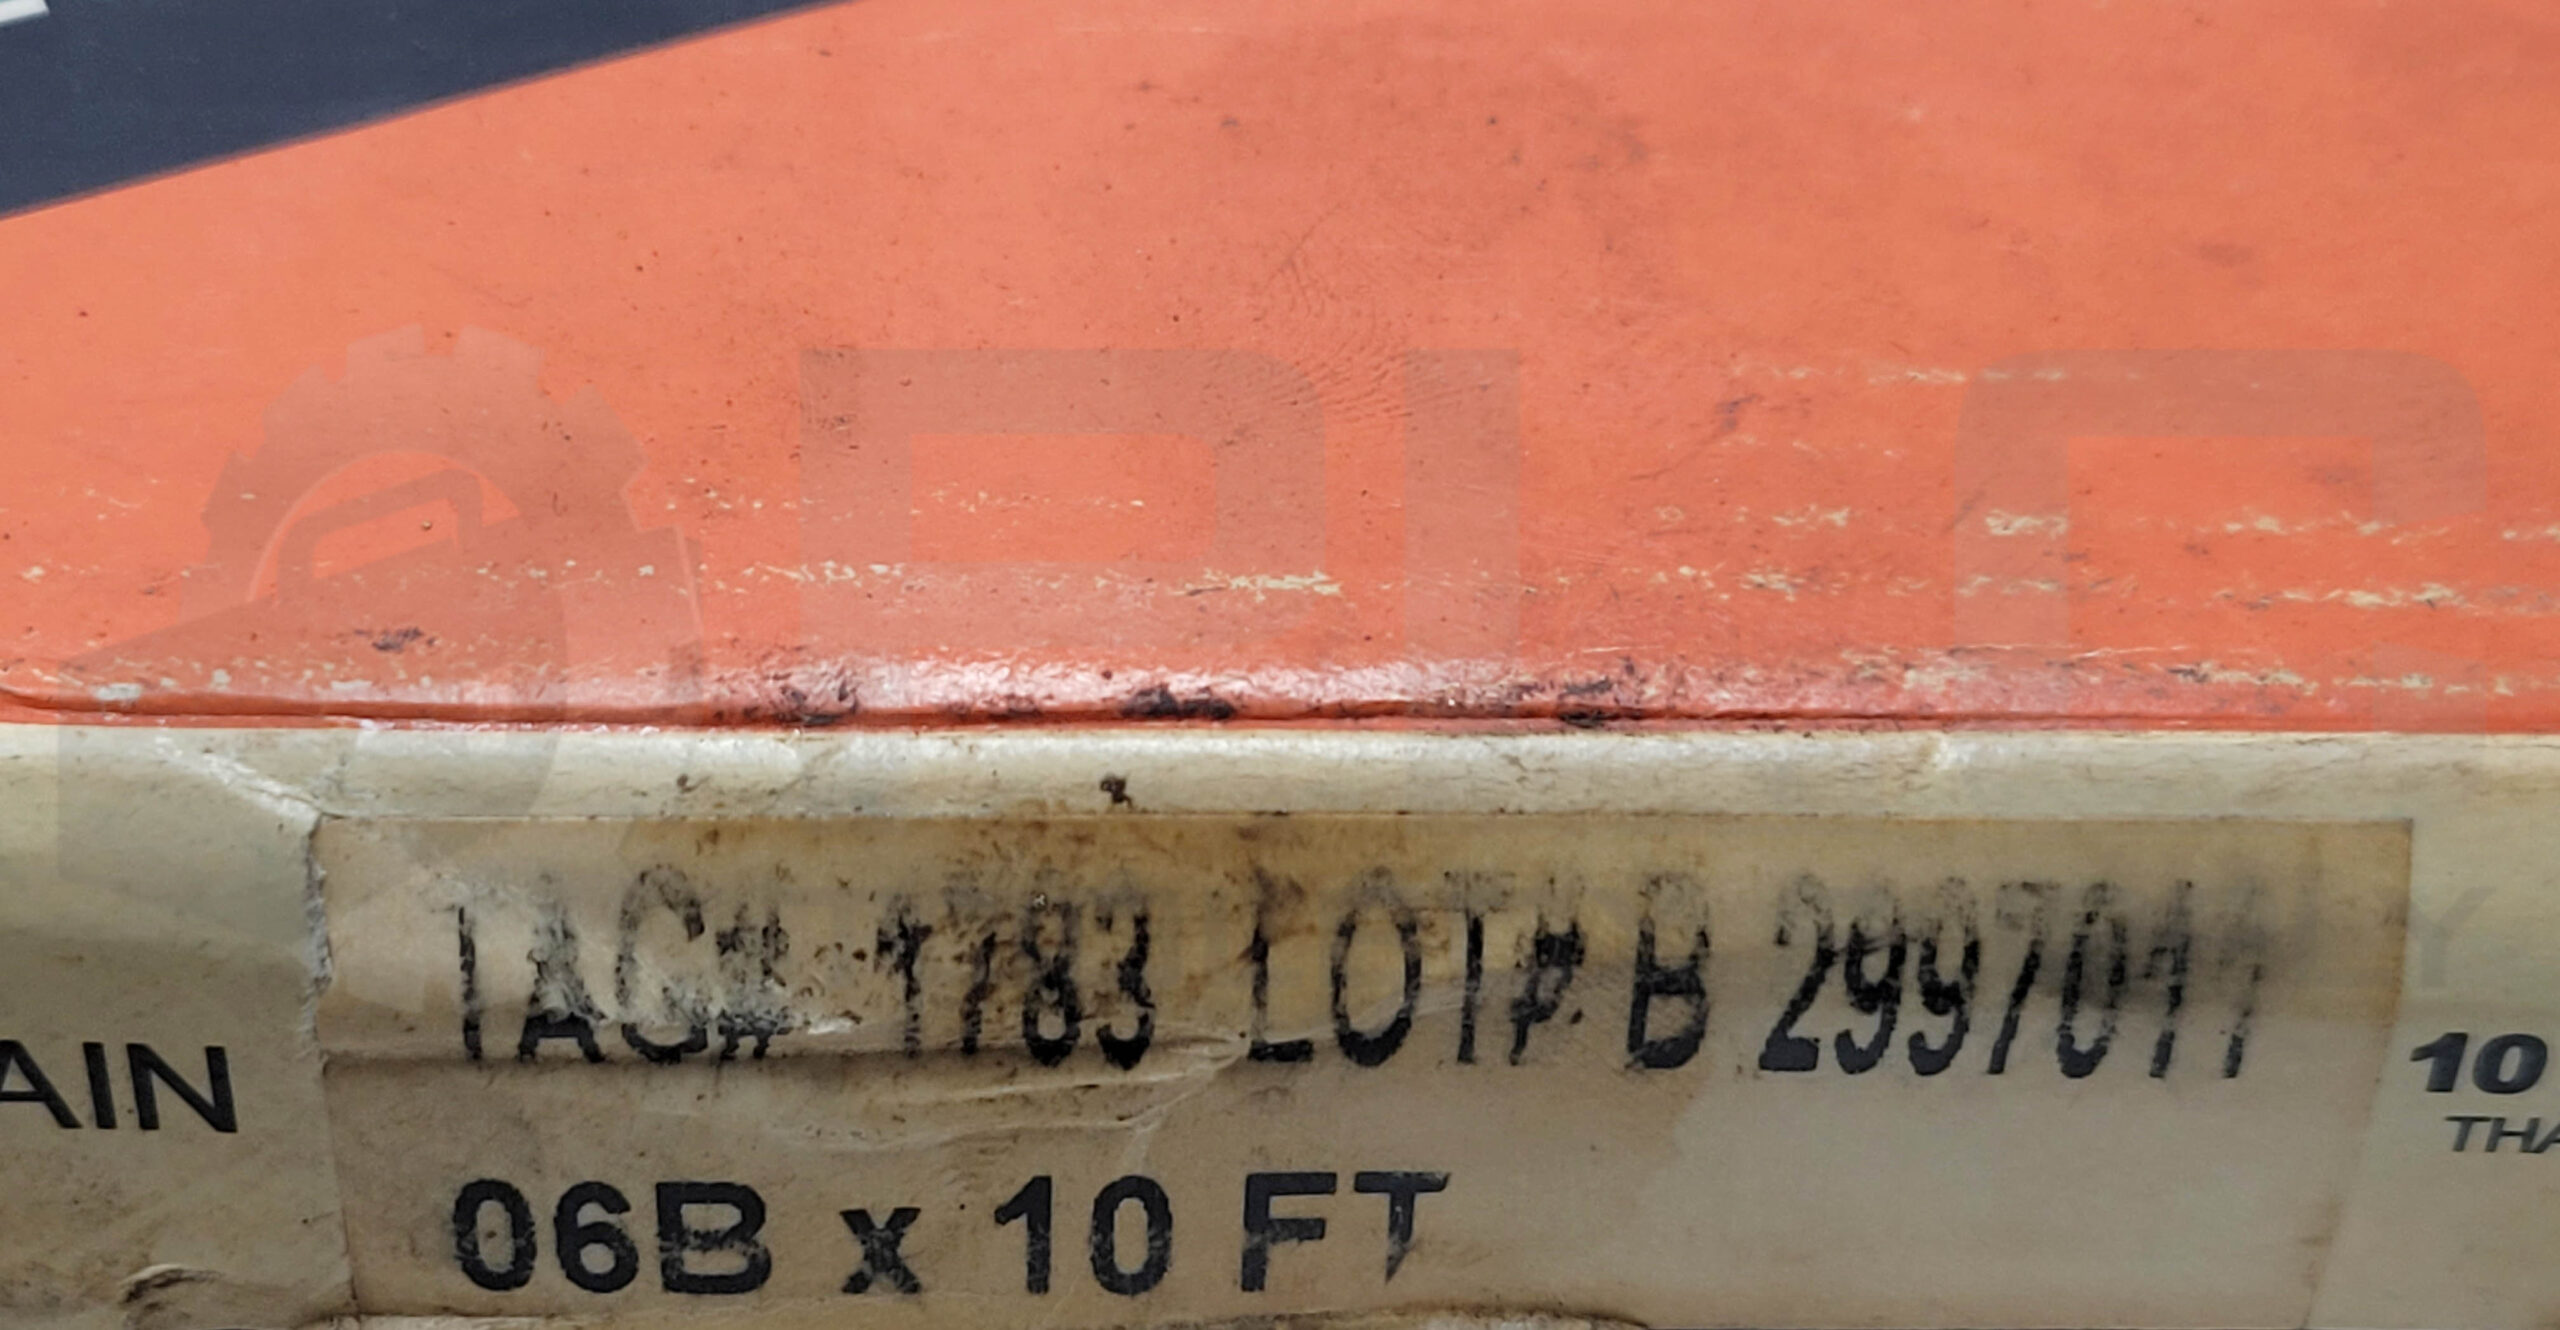 TAG# 1783 LOT# B 2997011
AIN
10
THA
06B x 10 FT